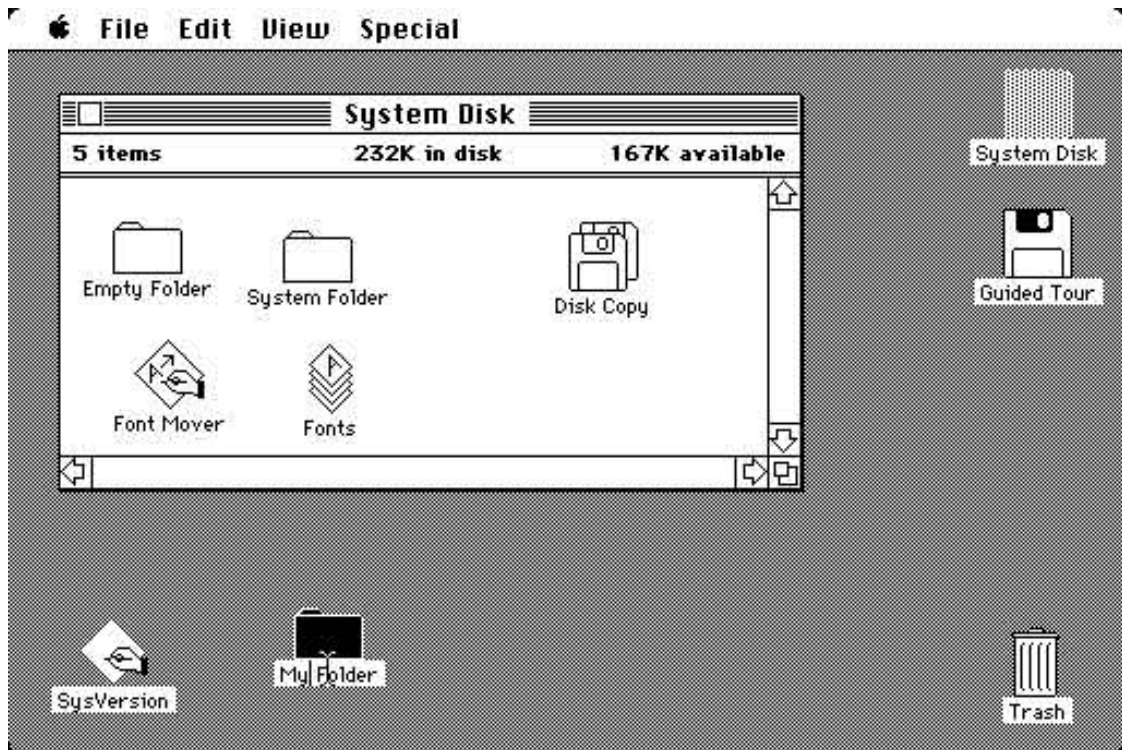 File Edit View Special
System Disk
5 items 232K in disk 167K available
System Disk
Empty Folder System Folder Disk Copy
Guided Tour
Font Mover Fonts
My Folder
SysVersion
Trash